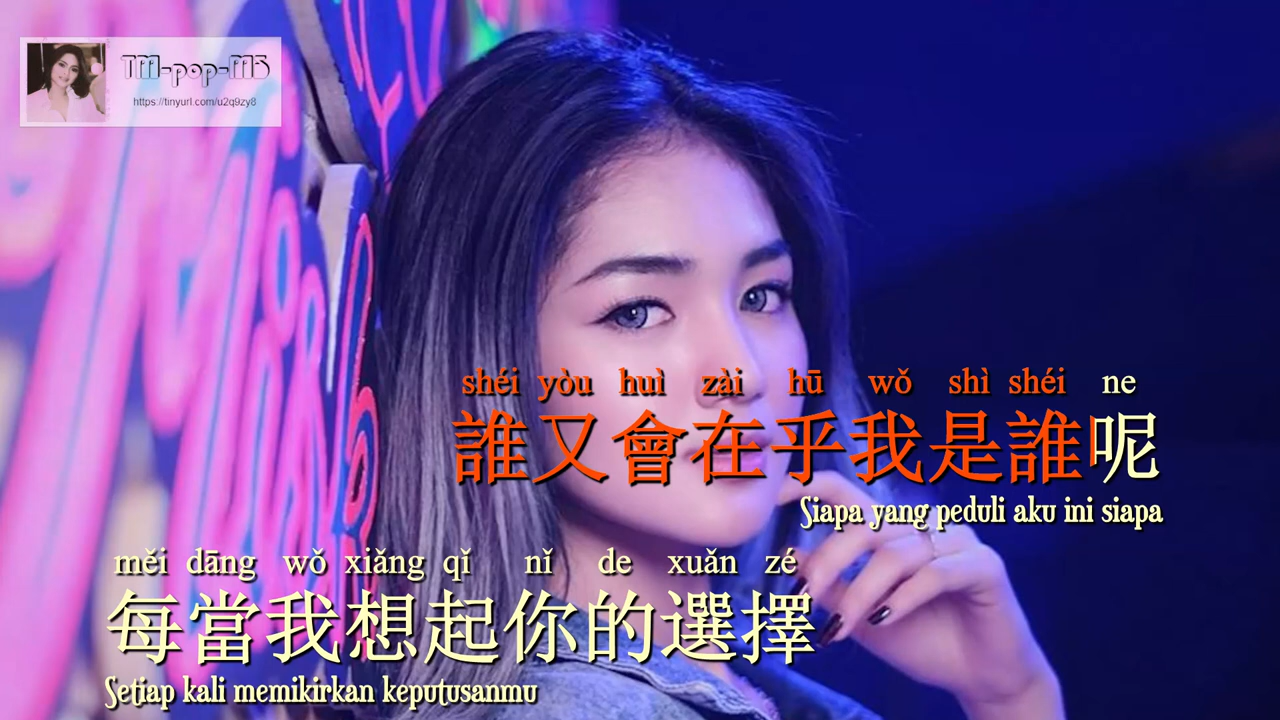 TM-pop-M3
https://tinyurl.com/u2q9zy8
shéi yòu huì zài hū wǒ shì shéi ne
誰又會在乎我是誰呢
Siapa yang peduli aku ini siapa
měi dāng wǒ xiǎng qǐ nǐ de xuǎn zé
每當我想起你的選擇
Setiap kali memikirkan keputusanmu